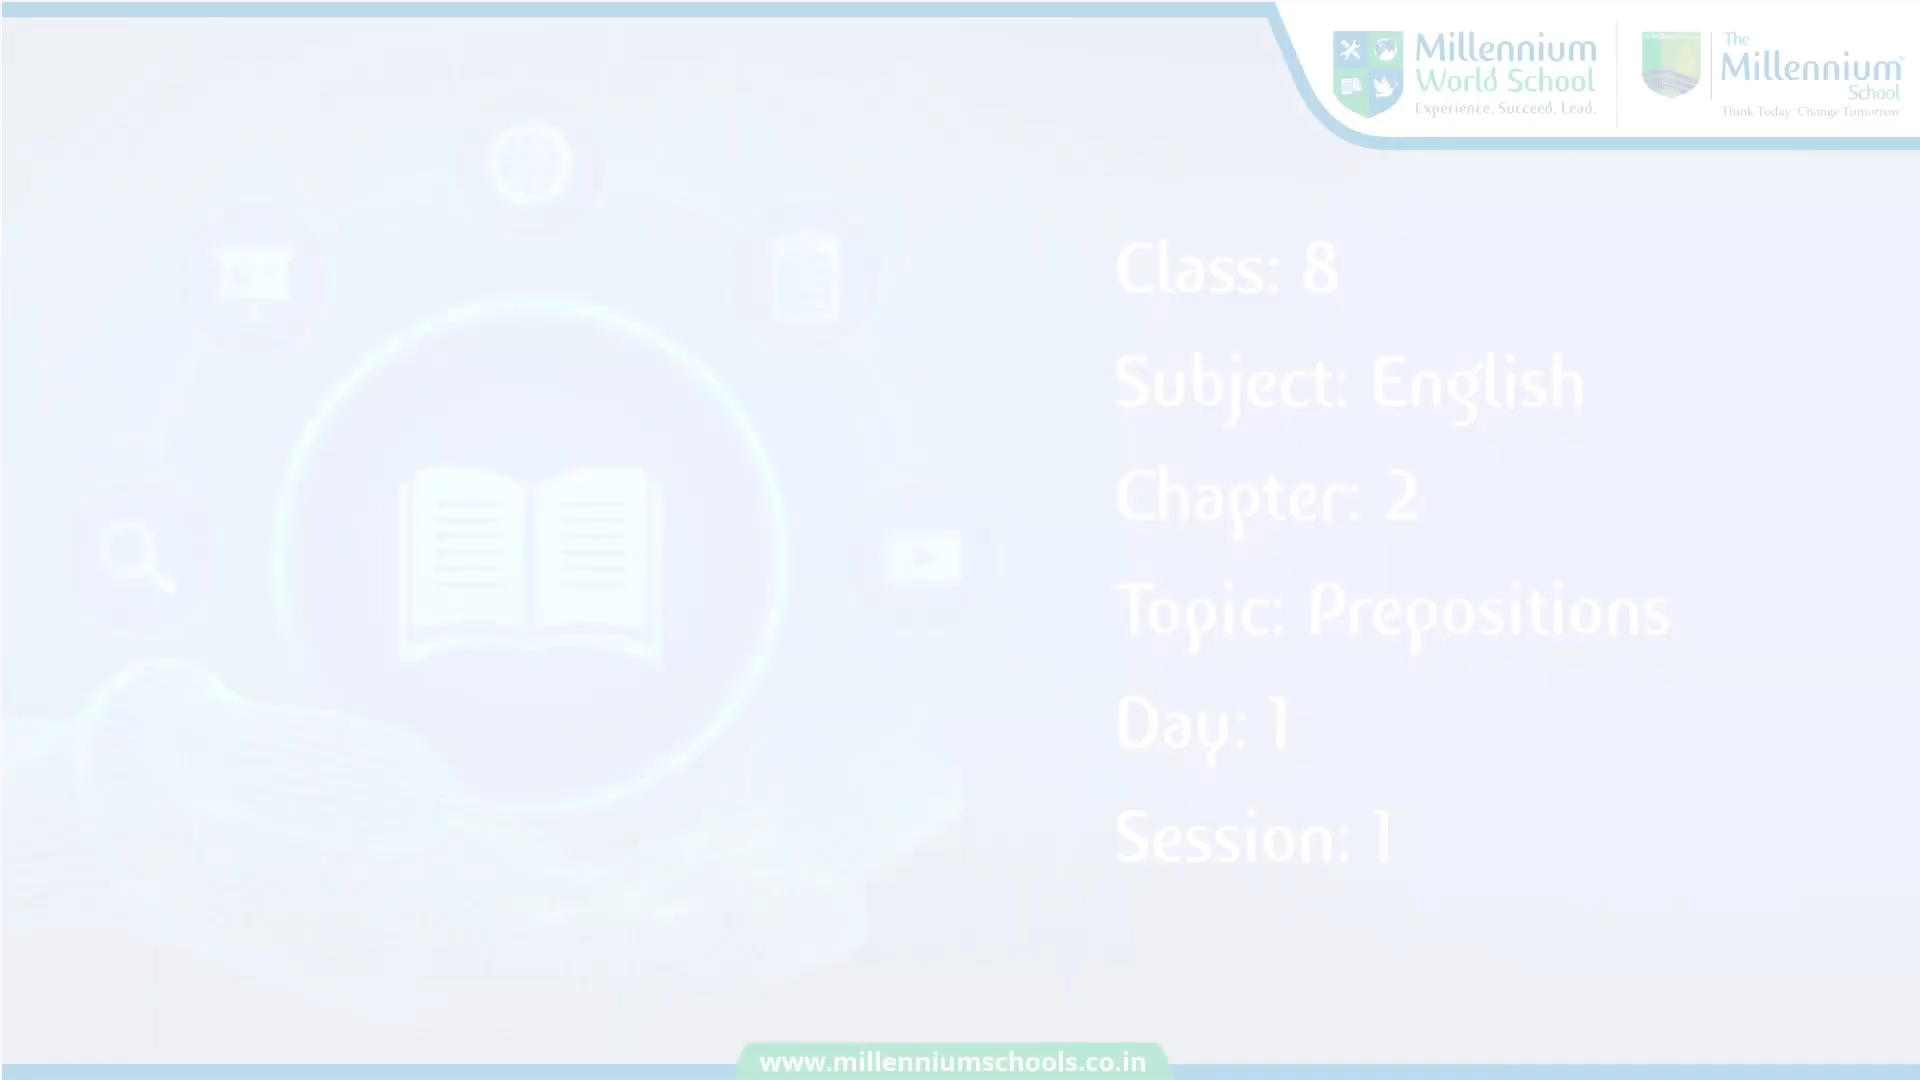 Millennium
World School
Experience. Succeed. Lead.
The
Millennium
School
Think Today. Change Tomorrow
Class: 8
Subject: English
Chapter: 2
Topic: Prepositions
Day: 1
Session: 1
www.millenniumschools.co.in